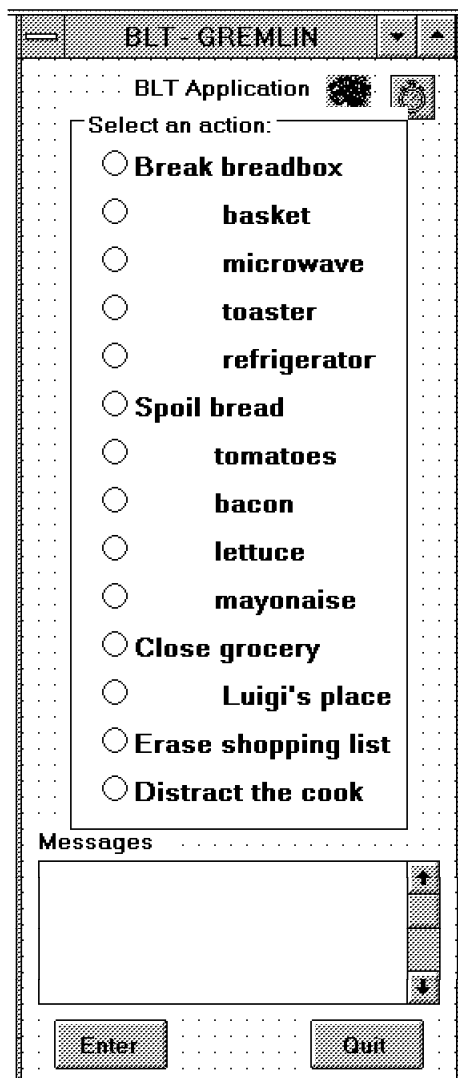 BLT - GREMLIN
BLT Application
Select an action:
Break breadbox
basket
microwave
toaster
refrigerator
Spoil bread
tomatoes
bacon
lettuce
mayonaise
Close grocery
Luigi's place
Erase shopping list
Distract the cook
Messages
Enter Quit